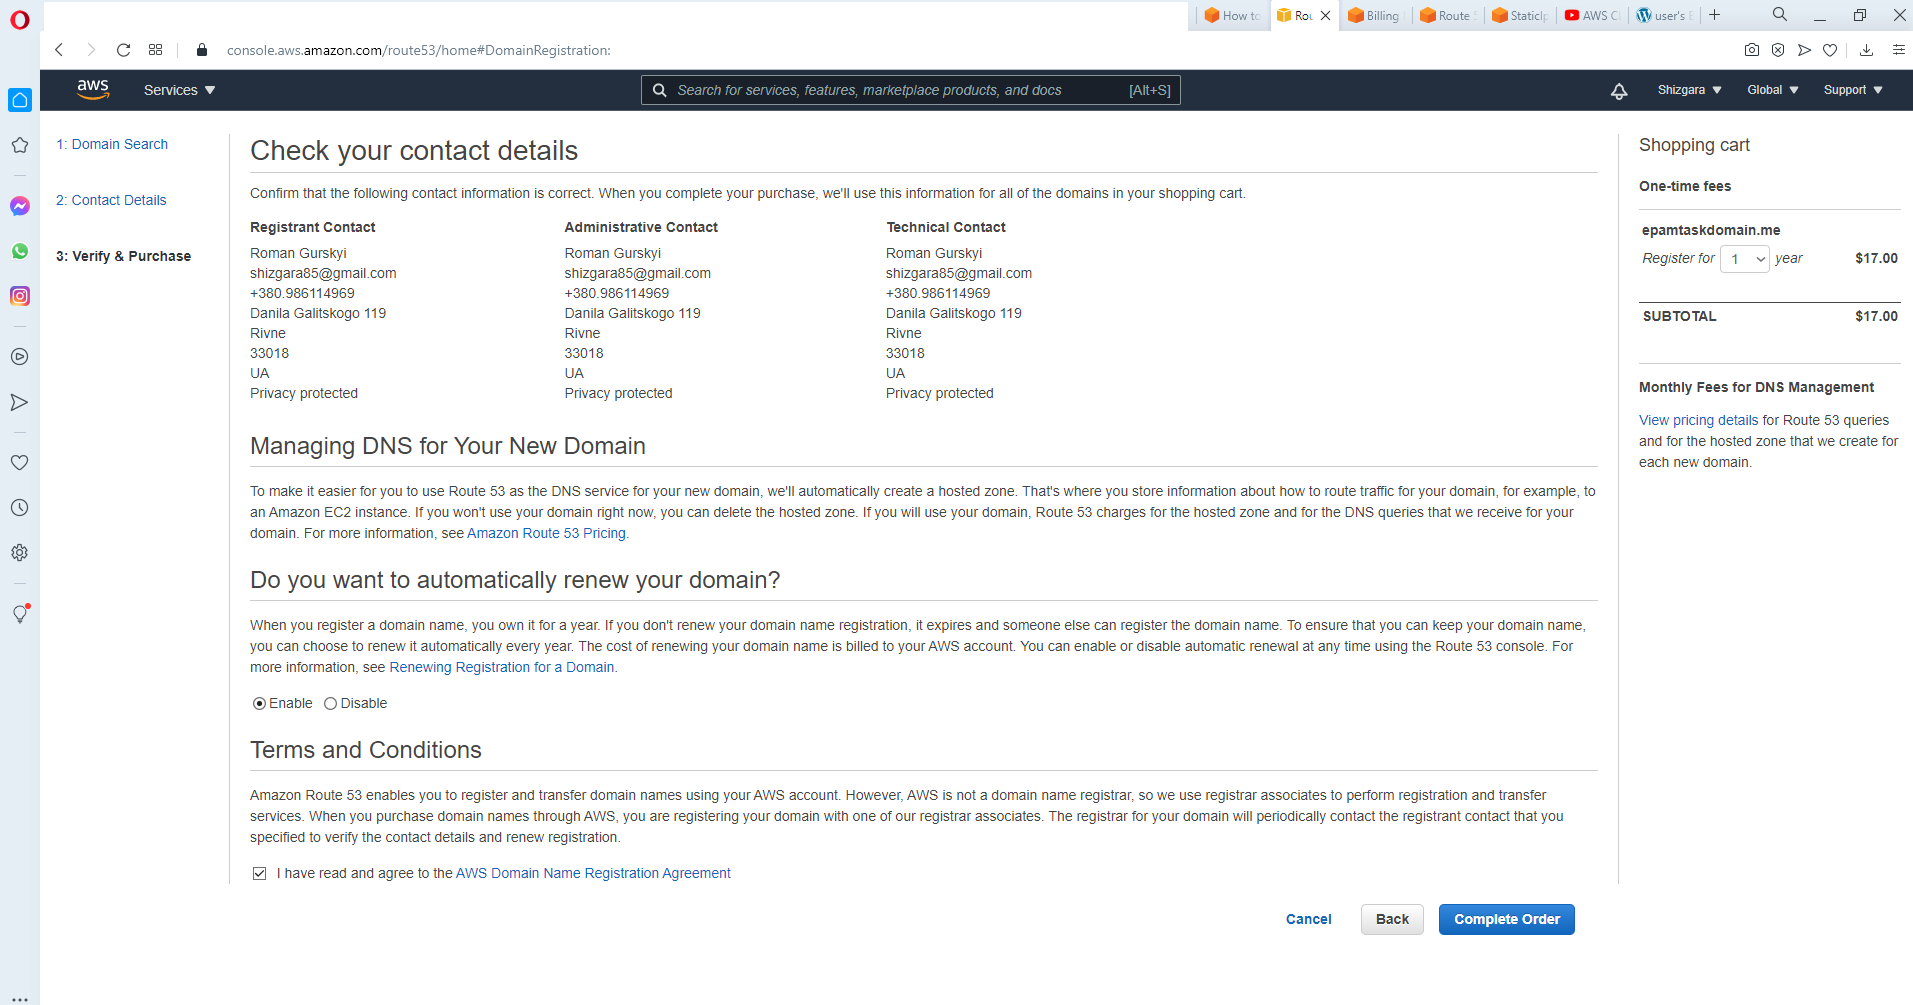 How to
Rou
Billing
Route
StaticIp
AWS C
user's
console.aws.amazon.com/route53/home#DomainRegistration:
aws
Services
Search for services, features, marketplace products, and docs
[Alt+S]
Shizgara
Global
Support
1: Domain Search
2: Contact Details
3: Verify & Purchase
Check your contact details
Confirm that the following contact information is correct. When you complete your purchase, we'll use this information for all of the domains in your shopping cart.
Registrant Contact
Roman Gurskyi
shizgara85@gmail.com
+380.986114969
Danila Galitskogo 119
Rivne
33018
UA
Privacy protected
Administrative Contact
Roman Gurskyi
shizgara85@gmail.com
+380.986114969
Danila Galitskogo 119
Rivne
33018
UA
Privacy protected
Technical Contact
Roman Gurskyi
shizgara85@gmail.com
+380.986114969
Danila Galitskogo 119
Rivne
33018
UA
Privacy protected
Managing DNS for Your New Domain
To make it easier for you to use Route 53 as the DNS service for your new domain, we'll automatically create a hosted zone. That's where you store information about how to route traffic for your domain, for example, to
an Amazon EC2 instance. If you won't use your domain right now, you can delete the hosted zone. If you will use your domain, Route 53 charges for the hosted zone and for the DNS queries that we receive for your
domain. For more information, see Amazon Route 53 Pricing.
Do you want to automatically renew your domain?
When you register a domain name, you own it for a year. If you don't renew your domain name registration, it expires and someone else can register the domain name. To ensure that you can keep your domain name,
you can choose to renew it automatically every year. The cost of renewing your domain name is billed to your AWS account. You can enable or disable automatic renewal at any time using the Route 53 console. For
more information, see Renewing Registration for a Domain.
Enable
Disable
Terms and Conditions
Amazon Route 53 enables you to register and transfer domain names using your AWS account. However, AWS is not a domain name registrar, so we use registrar associates to perform registration and transfer
services. When you purchase domain names through AWS, you are registering your domain with one of our registrar associates. The registrar for your domain will periodically contact the registrant contact that you
specified to verify the contact details and renew registration.
I have read and agree to the AWS Domain Name Registration Agreement
Cancel
Back
Complete Order
Shopping cart
One-time fees
epamtaskdomain.me
Register for 1 year $17.00
SUBTOTAL $17.00
Monthly Fees for DNS Management
View pricing details for Route 53 queries
and for the hosted zone that we create for
each new domain.